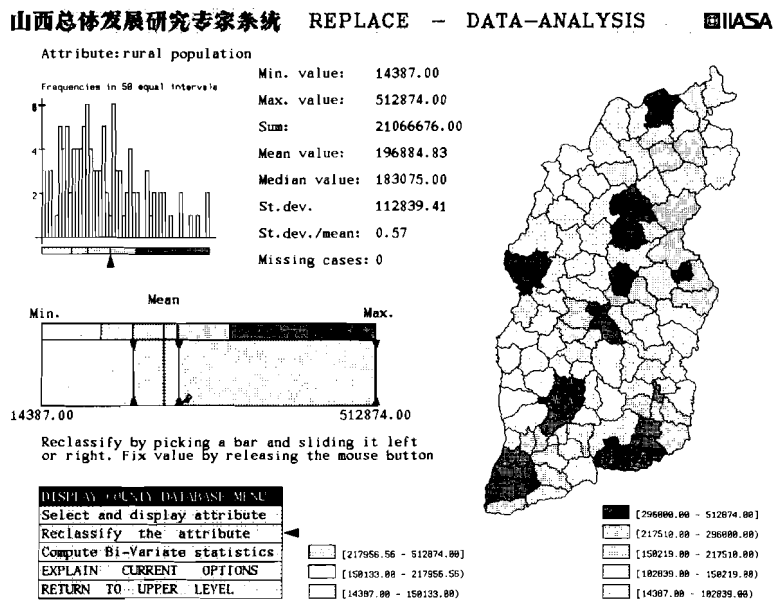 山西总体发展研究专家系统 REPLACE - DATA-ANALYSIS IIASA
Attribute: rural population
Frequencies in 50 equal intervals
6
4
2
Min. value: 14387.00
Max. value: 512874.00
Sum: 21066676.00
Mean value: 196884.83
Median value: 183075.00
St.dev. 112839.41
St.dev./mean: 0.57
Missing cases: 0
Min. Mean Max.
14387.00 512874.00
Reclassify by picking a bar and sliding it left
or right. Fix value by releasing the mouse button
DISPLAY COUNTY DATABASE MENU
Select and display attribute
Reclassify the attribute
Compute Bi-Variate statistics
EXPLAIN CURRENT OPTIONS
RETURN TO UPPER LEVEL
[217956.56 - 512874.00]
[150133.00 - 217956.56)
[14387.00 - 150133.00)
[296000.00 - 512874.00]
[217510.00 - 296000.00)
[150219.00 - 217510.00)
[102839.00 - 150219.00)
[14387.00 - 102839.00)